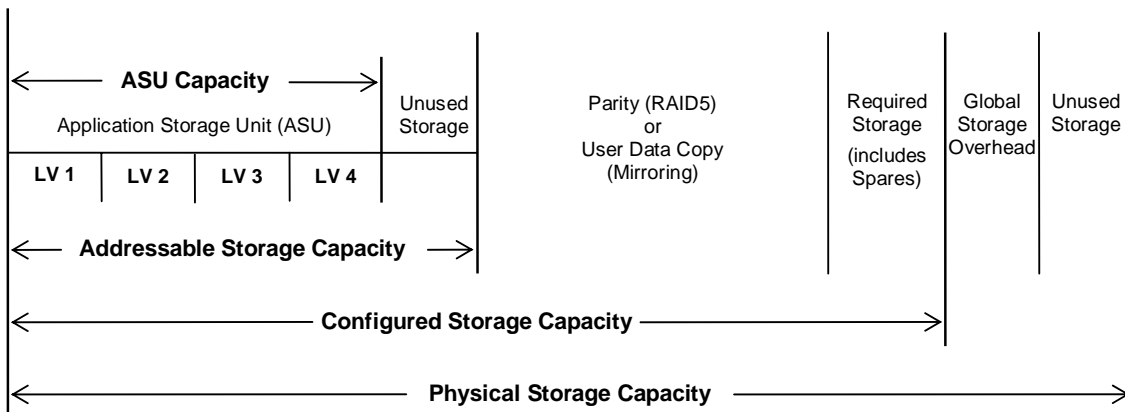 ASU Capacity
Application Storage Unit (ASU)
LV 1
LV 2
LV 3
LV 4
Unused
Storage
Parity (RAID5)
or
User Data Copy
(Mirroring)
Required
Storage
(includes
Spares)
Global
Storage
Overhead
Unused
Storage
Addressable Storage Capacity
Configured Storage Capacity
Physical Storage Capacity